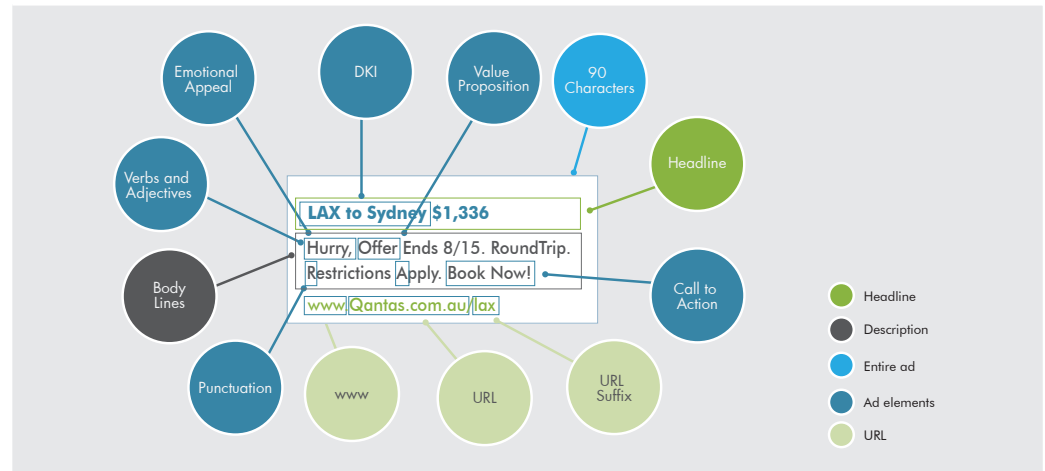 Emotional
Appeal
DKI
Value
Proposition
90
Characters
Headline
Verbs and
Adjectives
LAX to Sydney $1,336
Hurry, Offer Ends 8/15. RoundTrip.
Restrictions Apply. Book Now!
www.Qantas.com.au/lax
Body
Lines
Call to
Action
Punctuation
www
URL
URL
Suffix
Headline
Description
Entire ad
Ad elements
URL